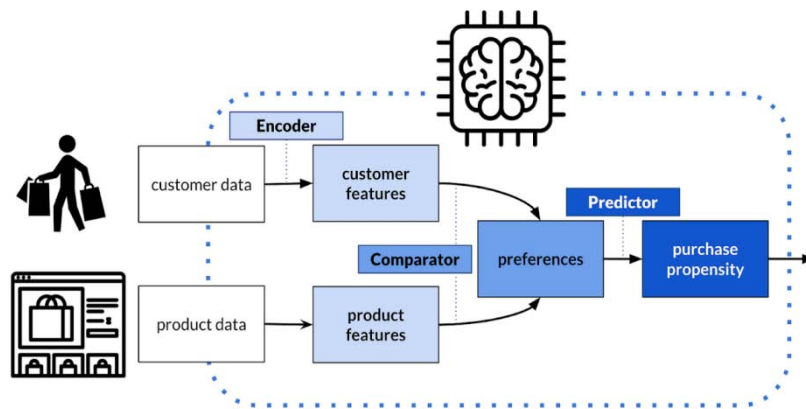 Encoder
customer data
customer
features
Predictor
Comparator
preferences
purchase
propensity
product data
product
features